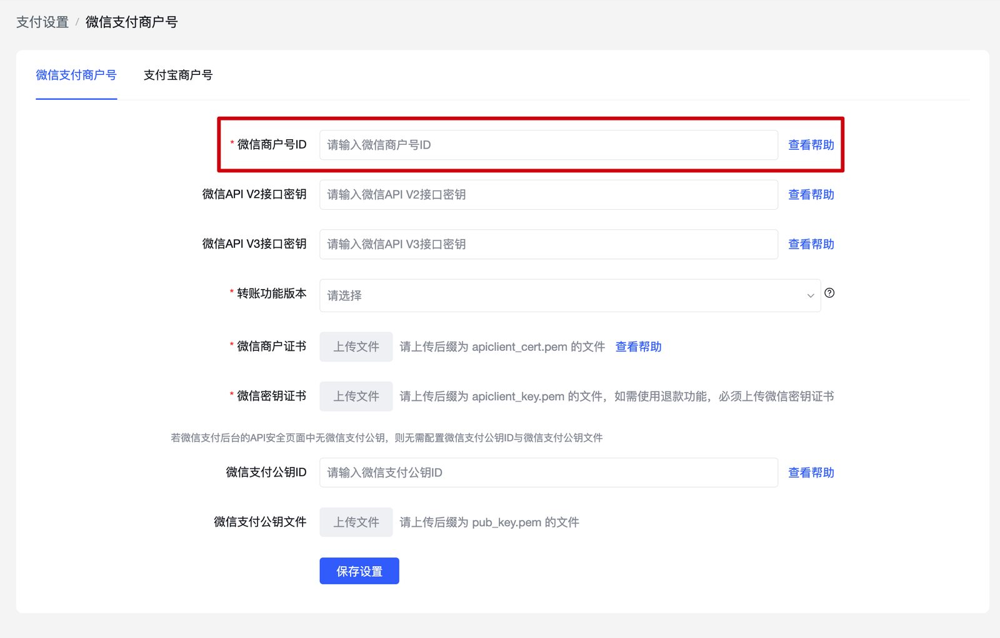 支付设置 / 微信支付商户号
微信支付商户号 支付宝商户号
* 微信商户号ID 请输入微信商户号ID 查看帮助
微信API V2接口密钥 请输入微信API V2接口密钥 查看帮助
微信API V3接口密钥 请输入微信API V3接口密钥 查看帮助
* 转账功能版本 请选择
* 微信商户证书 上传文件 请上传后缀为 apiclient_cert.pem 的文件 查看帮助
* 微信密钥证书 上传文件 请上传后缀为 apiclient_key.pem 的文件，如需使用退款功能，必须上传微信密钥证书
若微信支付后台的API安全页面中无微信支付公钥，则无需配置微信支付公钥ID与微信支付公钥文件
微信支付公钥ID 请输入微信支付公钥ID 查看帮助
微信支付公钥文件 上传文件 请上传后缀为 pub_key.pem 的文件
保存设置